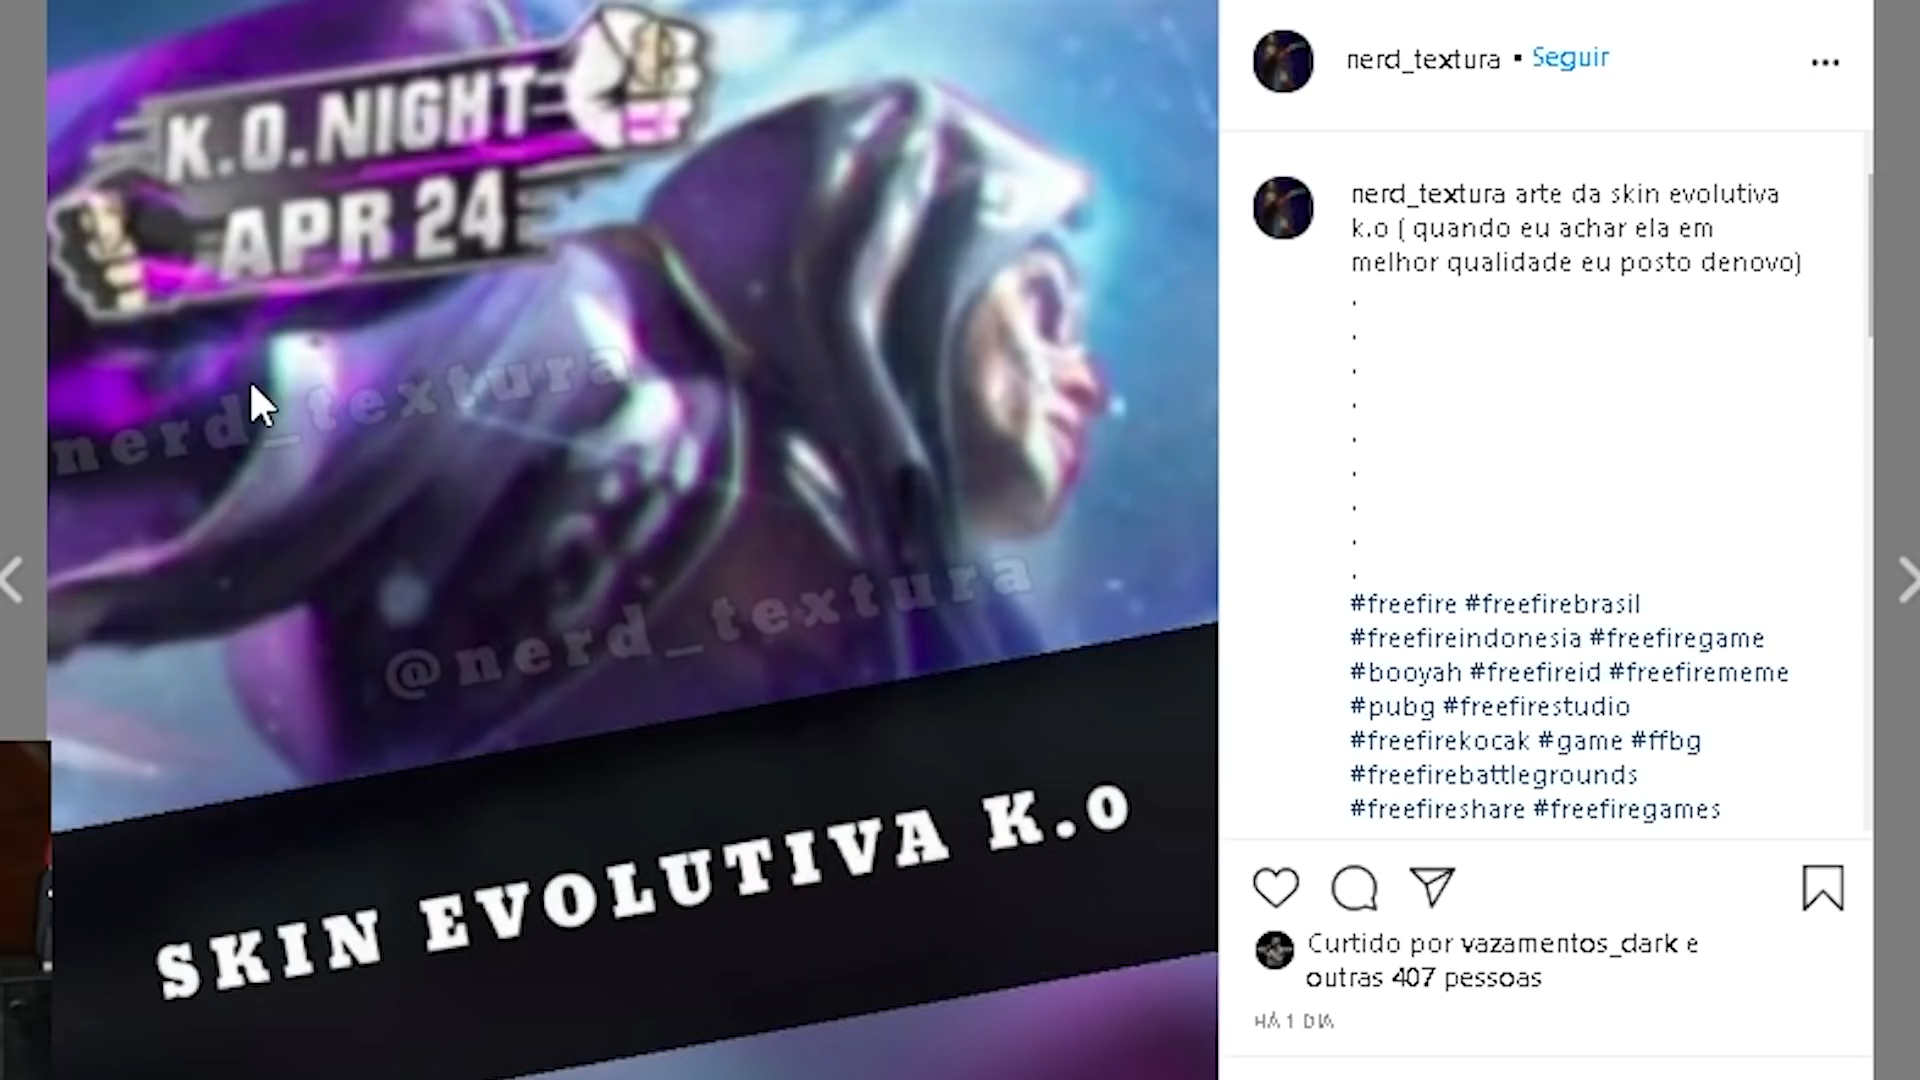 K.O.NIGHT
APR 24
nerd_textura
@nerd_textura
SKIN EVOLUTIVA K.o
nerd_textura • Seguir
nerd_textura arte da skin evolutiva
k.o ( quando eu achar ela em
melhor qualidade eu posto denovo)
.
.
.
.
.
.
.
.
.
#freefire #freefirebrasil
#freefireindonesia #freefiregame
#booyah #freefireid #freefirememe
#pubg #freefirestudio
#freefirekocak #game #ffbg
#freefirebattlegrounds
#freefireshare #freefiregames
Curtido por vazamentos_dark e
outras 407 pessoas
HÁ 1 DIA